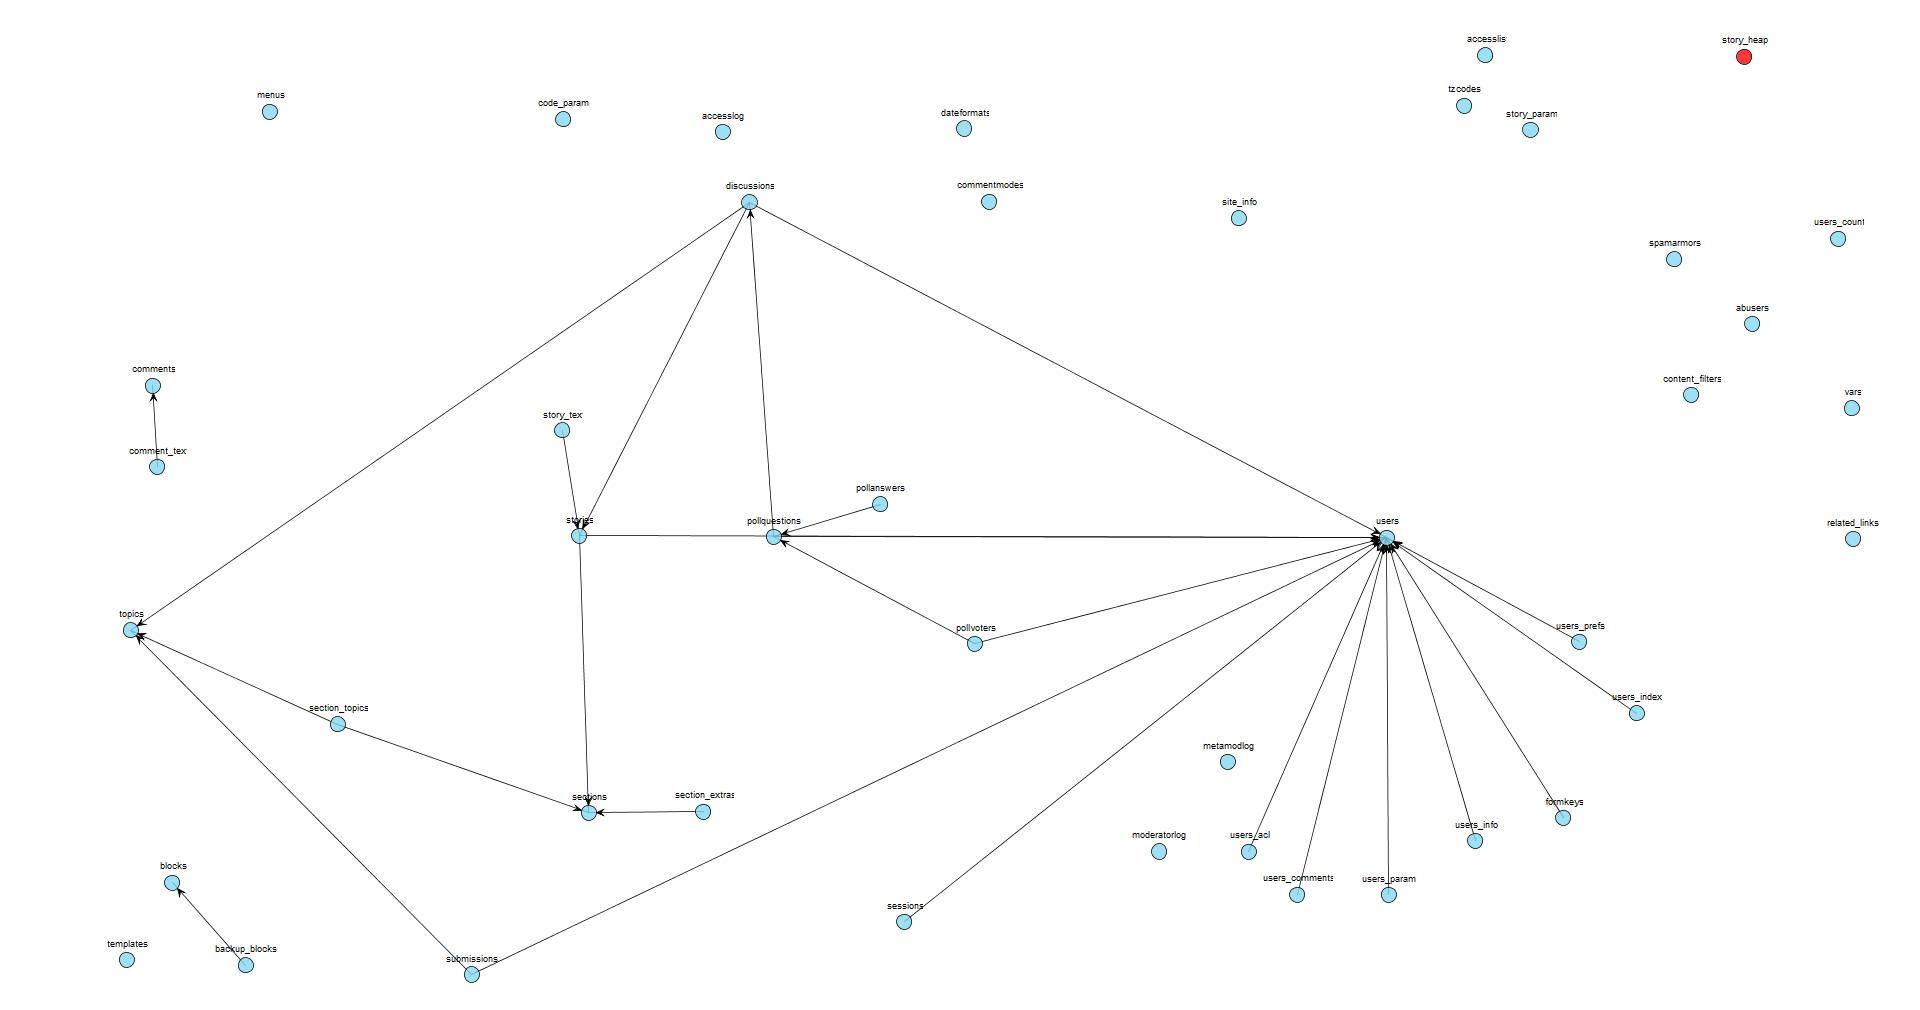 accesslis
story_heap
tzcodes
menus
code_param
accesslog
dateformats
story_param
discussions
commentmodes
site_info
users_count
spamarmors
abusers
comments
content_filters
vars
story_tex
comment_tex
pollanswers
stories
pollquestions
users
related_links
topics
pollvoters
users_prefs
users_index
section_topics
metamodlog
sections
section_extras
formkeys
users_info
moderatorlog
users_acl
blocks
users_comments
users_param
sessions
templates
backup_blocks
submissions